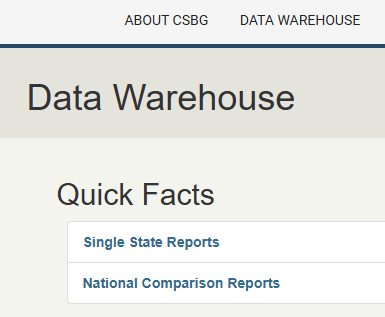 ABOUT CSBG DATA WAREHOUSE
Data Warehouse
Quick Facts
Single State Reports
National Comparison Reports